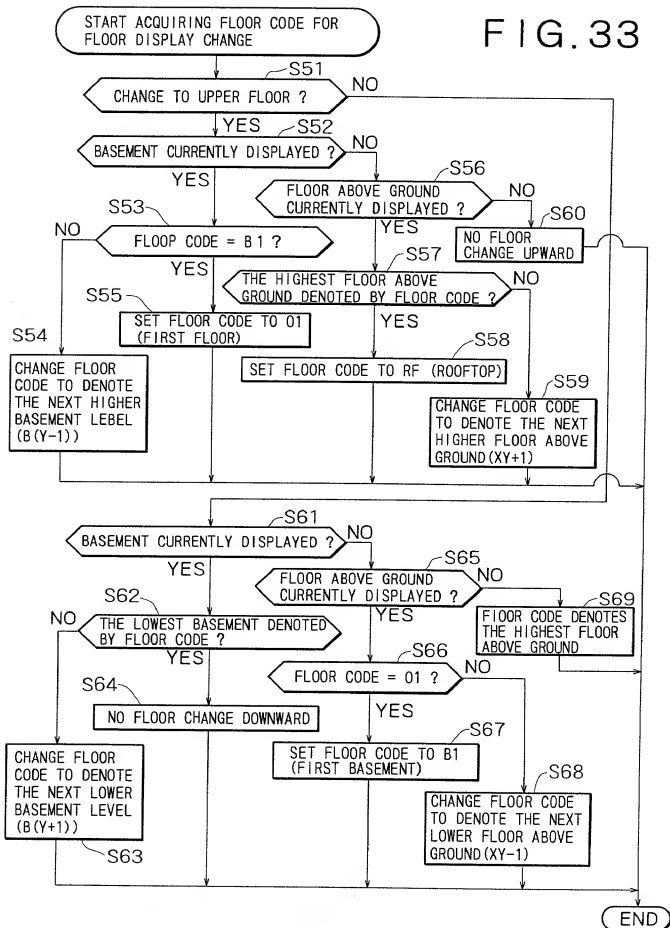 START ACQUIRING FLOOR CODE FOR
FLOOR DISPLAY CHANGE
FIG. 33
S51
CHANGE TO UPPER FLOOR ?
NO
YES
S52
BASEMENT CURRENTLY DISPLAYED ?
NO
YES
S56
FLOOR ABOVE GROUND
CURRENTLY DISPLAYED ?
NO
YES
S60
NO FLOOR
CHANGE UPWARD
S53
FLOOP CODE = B1 ?
NO
YES
S57
THE HIGHEST FLOOR ABOVE
GROUND DENOTED BY FLOOR CODE ?
NO
YES
S55
SET FLOOR CODE TO 01
(FIRST FLOOR)
S54
CHANGE FLOOR
CODE TO DENOTE
THE NEXT HIGHER
BASEMENT LEBEL
(B(Y-1))
S58
SET FLOOR CODE TO RF (ROOFTOP)
S59
CHANGE FLOOR CODE
TO DENOTE THE NEXT
HIGHER FLOOR ABOVE
GROUND(XY+1)
S61
BASEMENT CURRENTLY DISPLAYED ?
NO
YES
S65
FLOOR ABOVE GROUND
CURRENTLY DISPLAYED ?
NO
YES
S69
FIOOR CODE DENOTES
THE HIGHEST FLOOR
ABOVE GROUND
S62
THE LOWEST BASEMENT DENOTED
BY FLOOR CODE ?
NO
YES
S66
FLOOR CODE = 01 ?
NO
YES
S64
NO FLOOR CHANGE DOWNWARD
S67
SET FLOOR CODE TO B1
(FIRST BASEMENT)
CHANGE FLOOR
CODE TO DENOTE
THE NEXT LOWER
BASEMENT LEVEL
(B(Y+1))
S63
S68
CHANGE FLOOR CODE
TO DENOTE THE NEXT
LOWER FLOOR ABOVE
GROUND(XY-1)
END